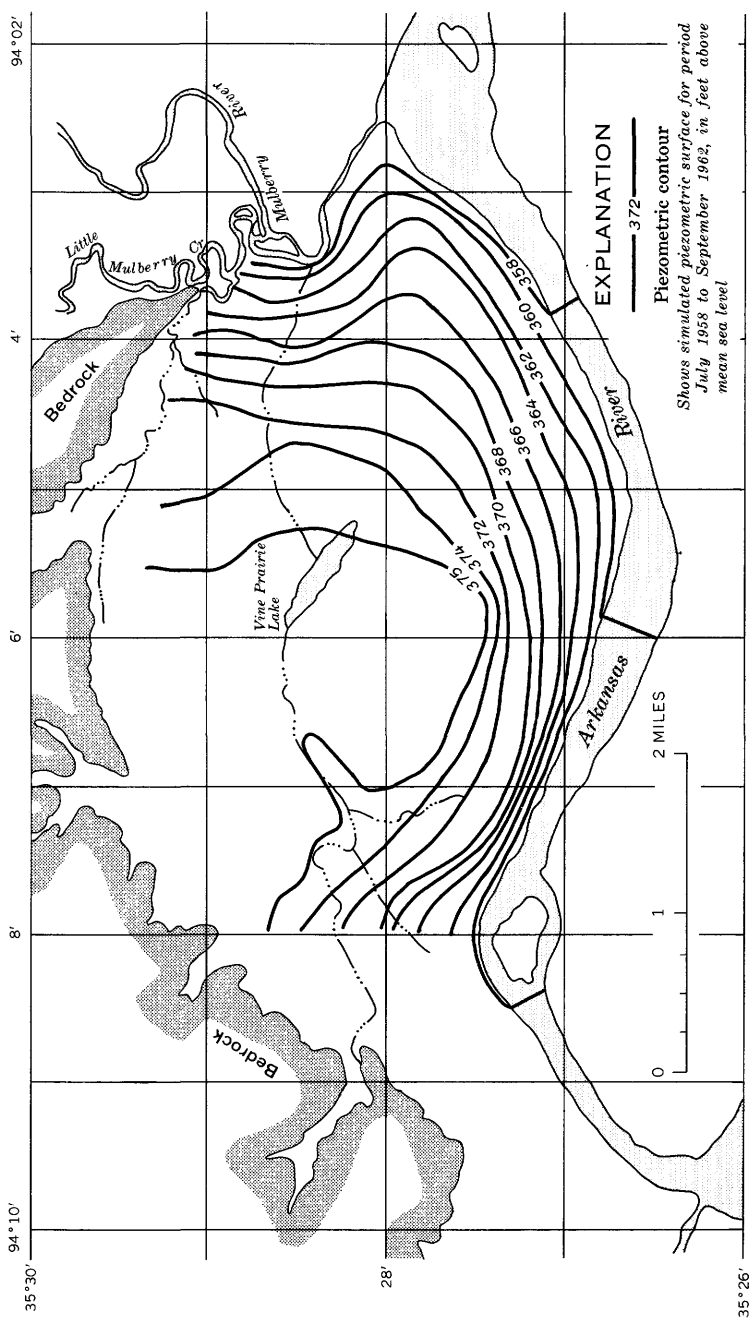 94°10'
8'
6'
4'
94°02'
35°30'
28'
35°26'
Bedrock
Bedrock
Little
Mulberry
Cr
Mulberry
River
Vine Prairie
Lake
375
374
372
370
368
366
364
362
360
358
Arkansas
River
0
1
2 MILES
EXPLANATION
372
Piezometric contour
Shows simulated piezometric surface for period
July 1958 to September 1962, in feet above
mean sea level